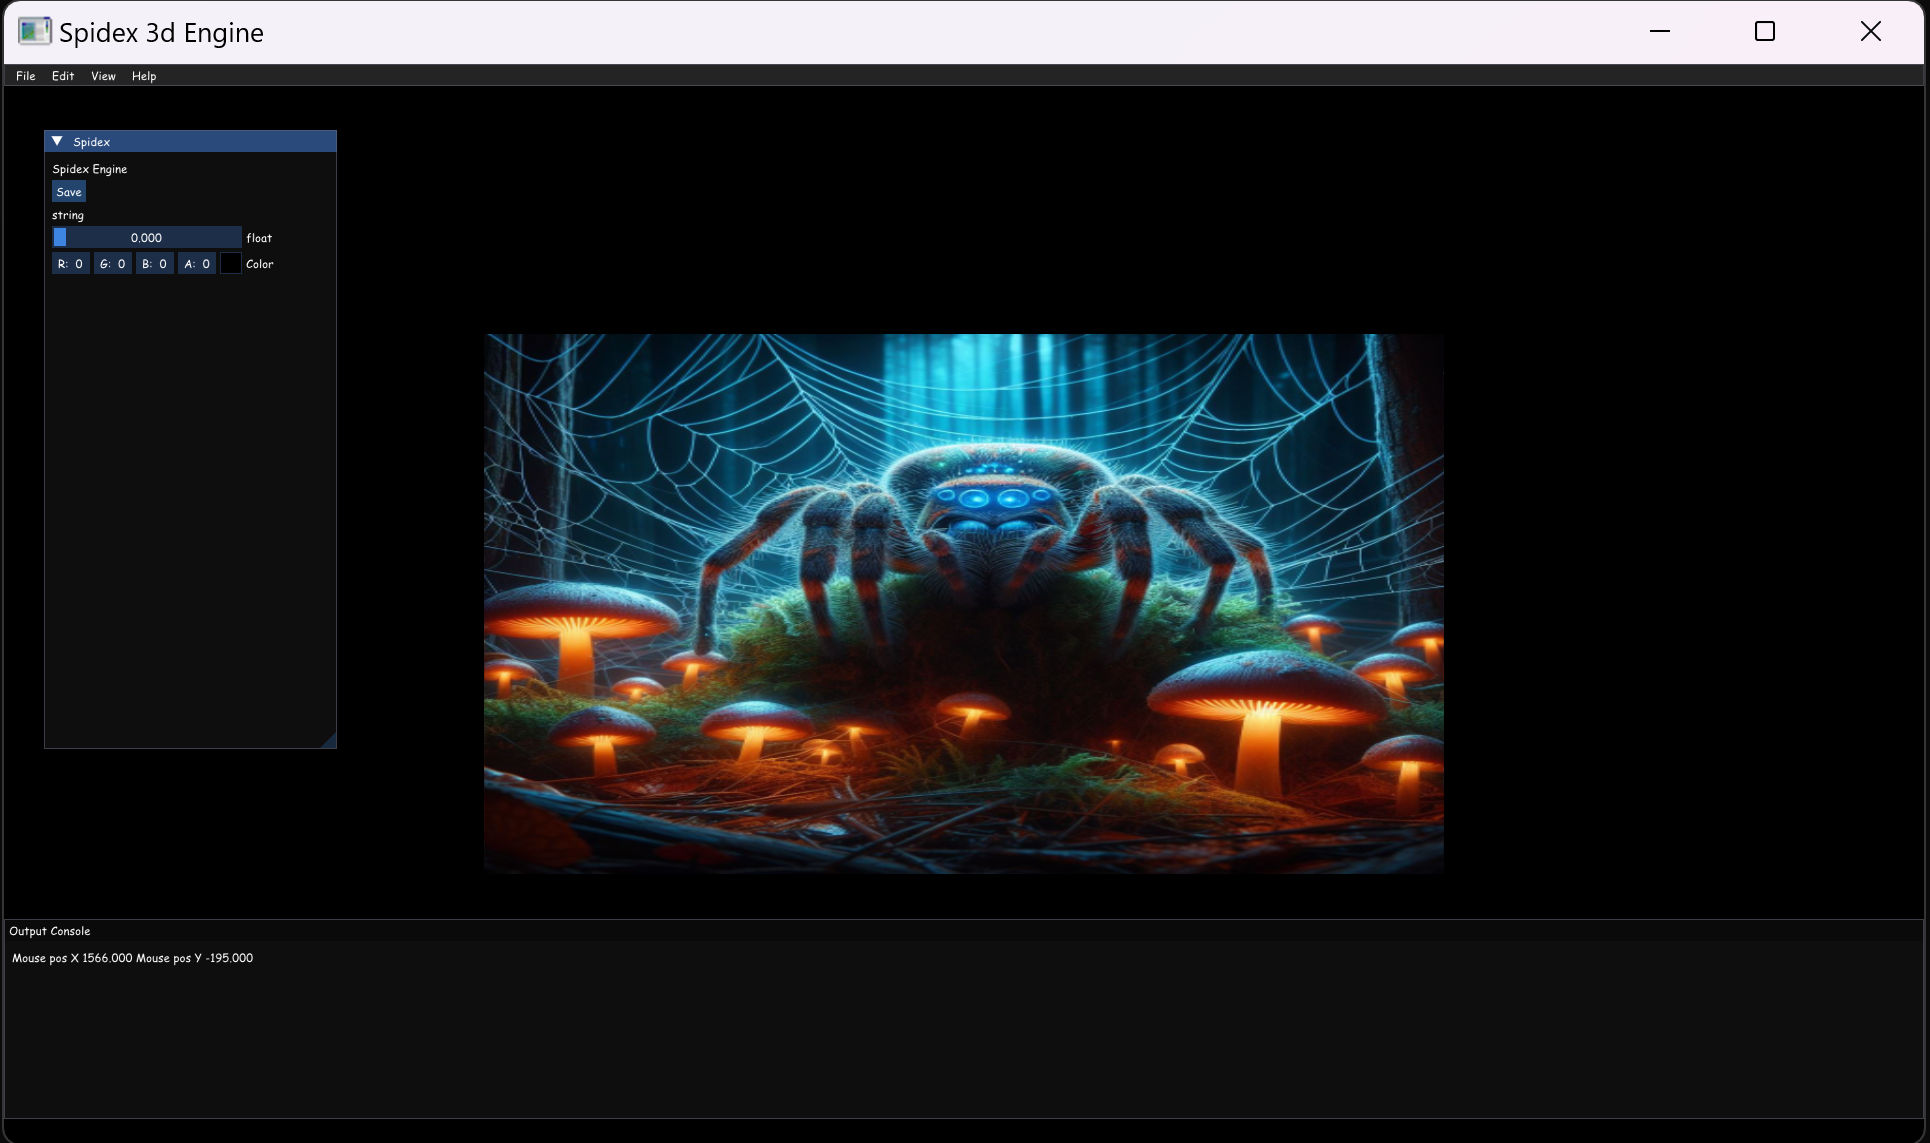 Spidex 3d Engine
File Edit View Help
Spidex
Spidex Engine
Save
string
0.000 float
R: 0 G: 0 B: 0 A: 0 Color
Output Console
Mouse pos X 1566.000 Mouse pos Y -195.000